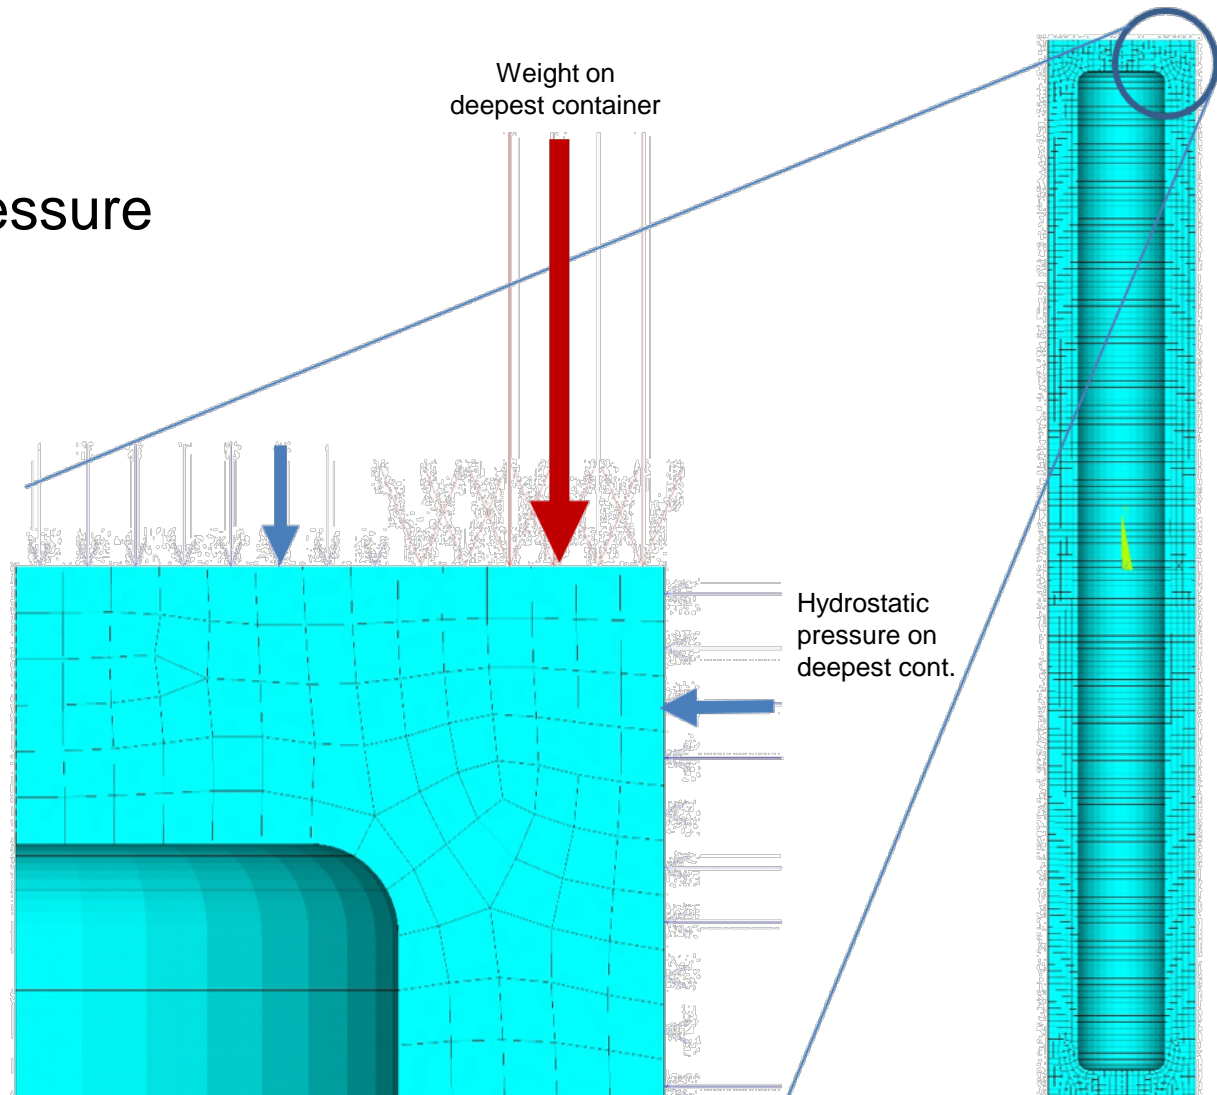 Weight on
deepest container
essure
Hydrostatic
pressure on
deepest cont.